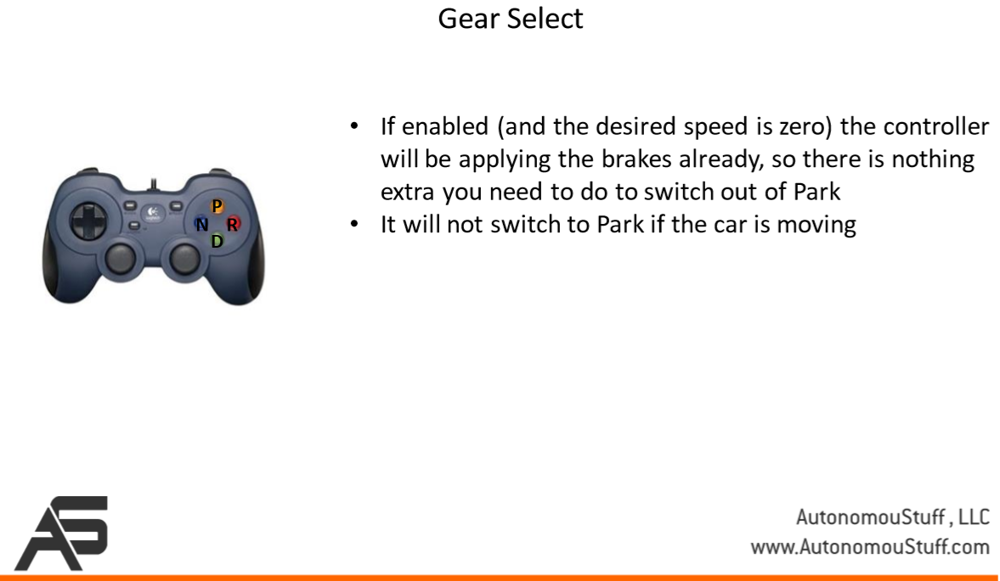 Gear Select
• If enabled (and the desired speed is zero) the controller
will be applying the brakes already, so there is nothing
extra you need to do to switch out of Park
• It will not switch to Park if the car is moving
P
N R
D
AutonomouStuff, LLC
www.AutonomouStuff.com